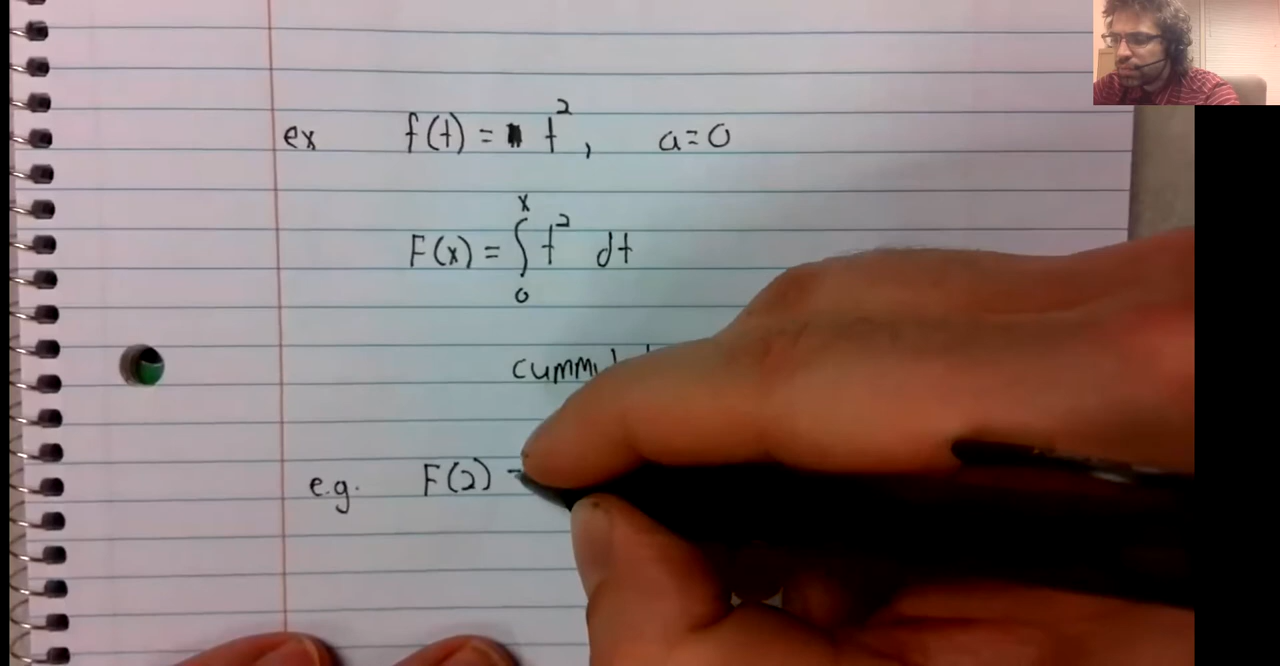 ex f(t) = t², a=0
F(x) = ∫₀ˣ t² dt
e.g. F(2) =